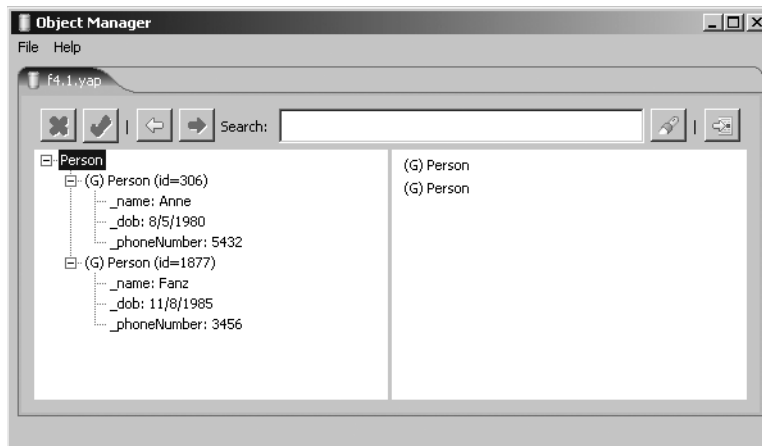 Object Manager
File Help
f4.1.yap
| Search: |
Person
(G) Person (id=306)
_name: Anne
_dob: 8/5/1980
_phoneNumber: 5432
(G) Person (id=1877)
_name: Fanz
_dob: 11/8/1985
_phoneNumber: 3456
(G) Person
(G) Person